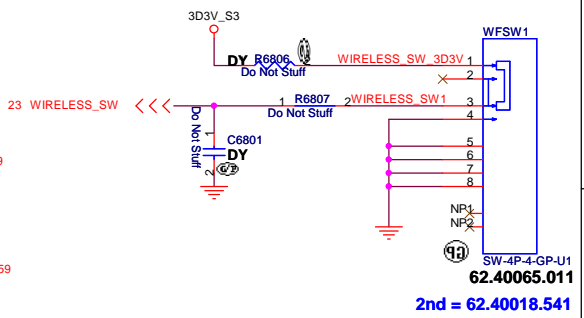 3D3V_S3
WFSW1
DY R6806
Do Not Stuff
WIRELESS_SW_3D3V 1
2
23 WIRELESS_SW
1 R6807 2 WIRELESS_SW1 3
Do Not Stuff
4
Do Not Stuff
1
C6801
DY
2
5
6
7
8
NP1
NP2
SW-4P-4-GP-U1
62.40065.011
2nd = 62.40018.541
9
59